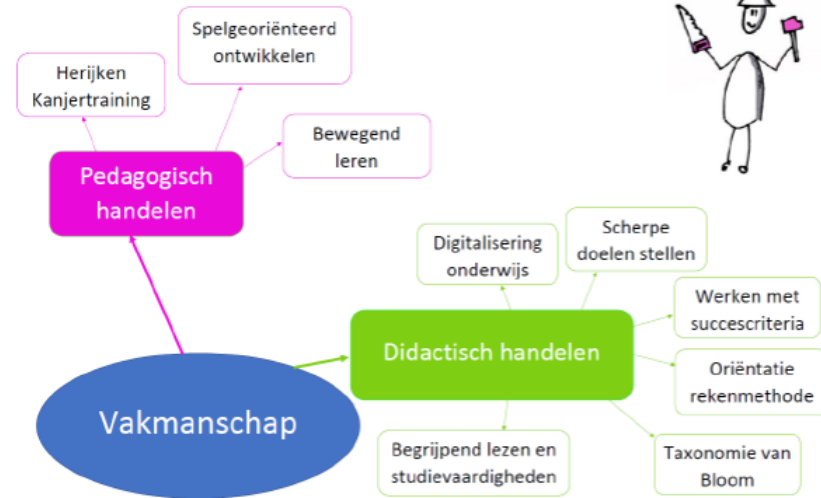 Spelgeoriënteerd
ontwikkelen
Herijken
Kanjertraining
Bewegend
leren
Pedagogisch
handelen
Digitalisering
onderwijs
Scherpe
doelen stellen
Werken met
succescriteria
Didactisch handelen
Oriëntatie
rekenmethode
Vakmanschap
Begrijpend lezen en
studievaardigheden
Taxonomie van
Bloom